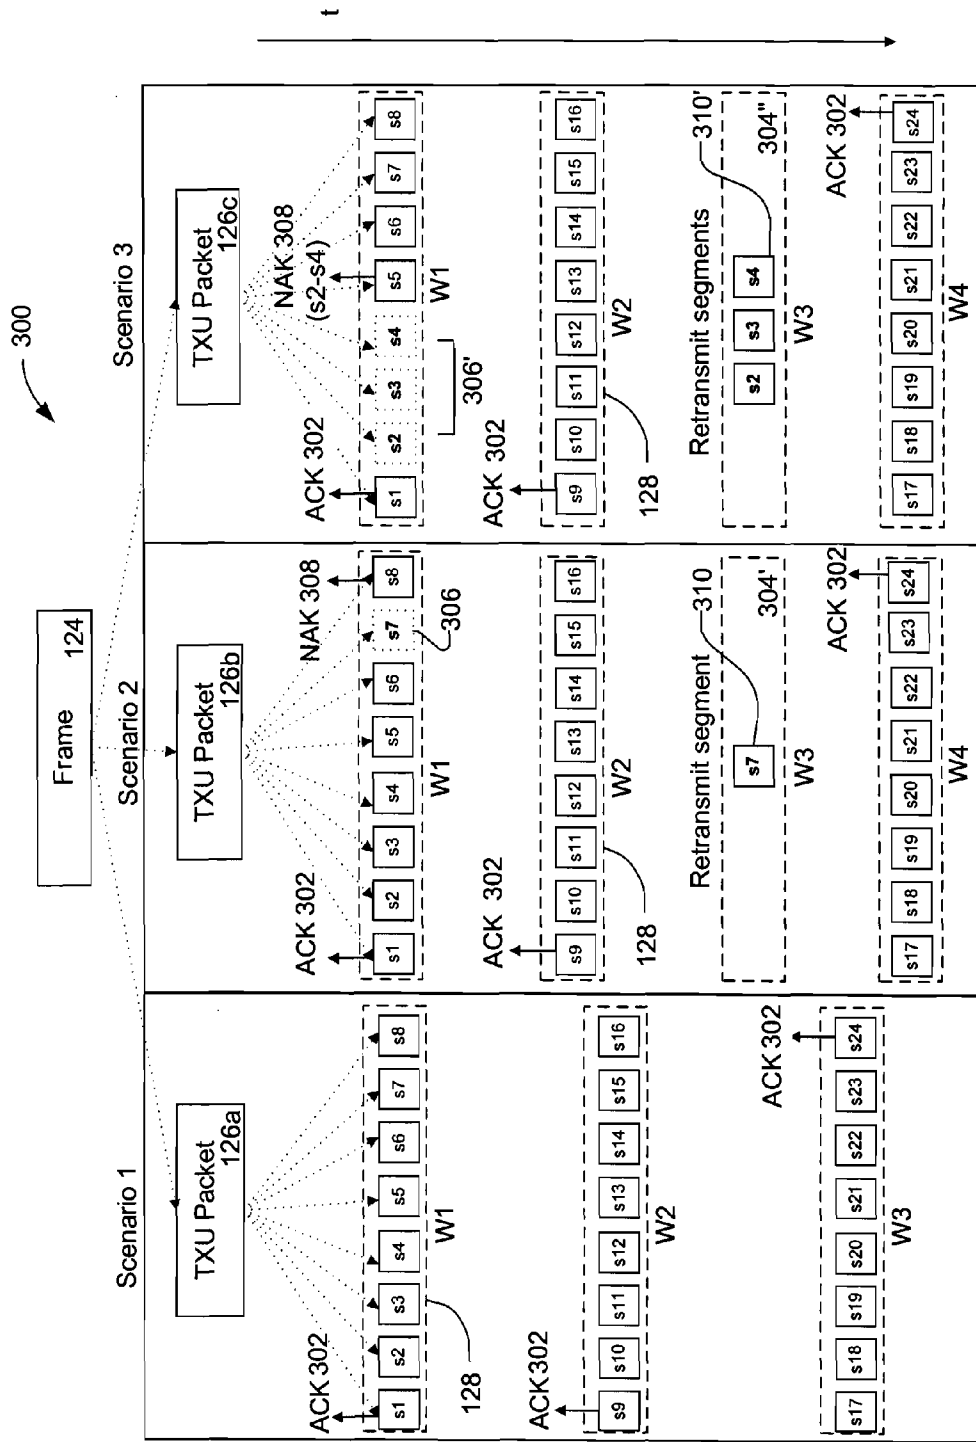 300
Frame
124
Scenario 1
TXU Packet
126a
ACK 302
s1 s2 s3 s4 s5 s6 s7 s8
128
W1
ACK302
s9 s10 s11 s12 s13 s14 s15 s16
W2
ACK 302
s17 s18 s19 s20 s21 s22 s23 s24
W3
Scenario 2
TXU Packet
126b
ACK 302
NAK 308
s1 s2 s3 s4 s5 s6 s7 s8
W1
306
ACK 302
s9 s10 s11 s12 s13 s14 s15 s16
128
W2
Retransmit segment
310
s7
304'
W3
ACK 302
s17 s18 s19 s20 s21 s22 s23 s24
W4
Scenario 3
TXU Packet
126c
ACK 302
NAK 308
(s2-s4)
s1 s2 s3 s4 s5 s6 s7 s8
306'
W1
ACK 302
s9 s10 s11 s12 s13 s14 s15 s16
128
W2
Retransmit segments
310'
s2 s3 s4
304"
W3
ACK 302
s17 s18 s19 s20 s21 s22 s23 s24
W4
t